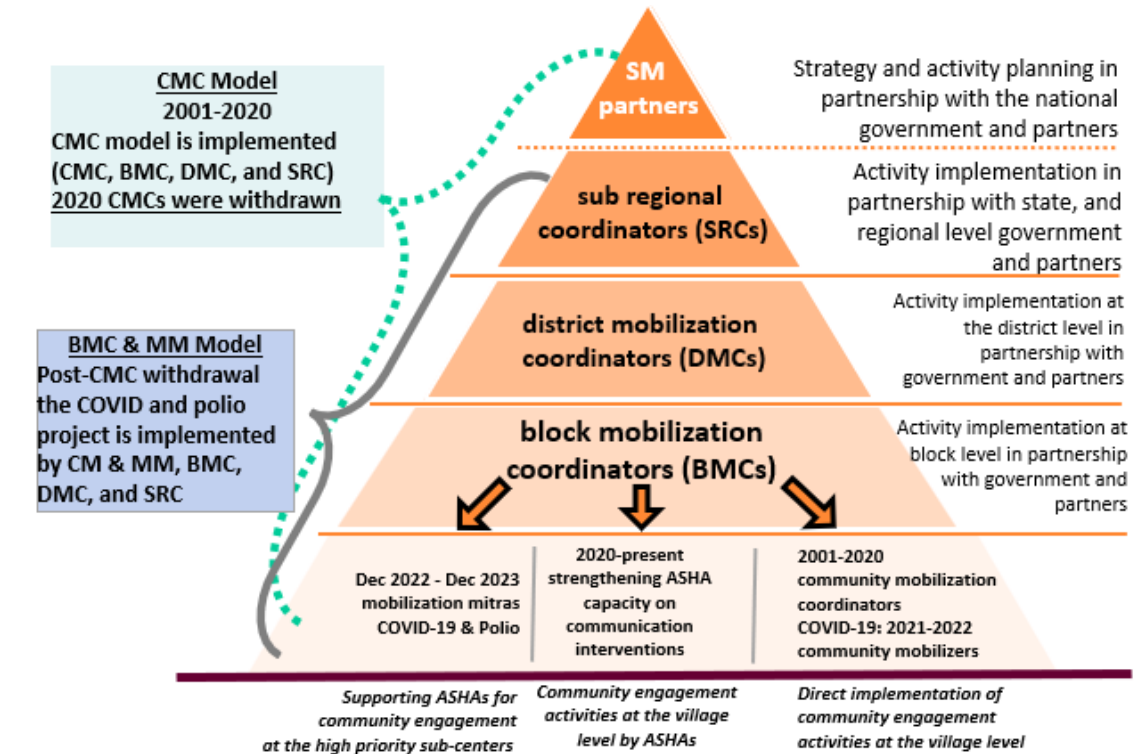 CMC Model
2001-2020
CMC model is implemented
(CMC, BMC, DMC, and SRC)
2020 CMCs were withdrawn
BMC & MM Model
Post-CMC withdrawal
the COVID and polio
project is implemented
by CM & MM, BMC,
DMC, and SRC
SM
partners
Strategy and activity planning in
partnership with the national
government and partners
sub regional
coordinators (SRCs)
Activity implementation in
partnership with state, and
regional level government
and partners
district mobilization
coordinators (DMCs)
Activity implementation at
the district level in
partnership with
government and partners
block mobilization
coordinators (BMCs)
Activity implementation at
block level in partnership
with government and
partners
Dec 2022 - Dec 2023
mobilization mitras
COVID-19 & Polio
2020-present
strengthening ASHA
capacity on
communication
interventions
2001-2020
community mobilization
coordinators
COVID-19: 2021-2022
community mobilizers
Supporting ASHAs for
community engagement
at the high priority sub-centers
Community engagement
activities at the village
level by ASHAs
Direct implementation of
community engagement
activities at the village level